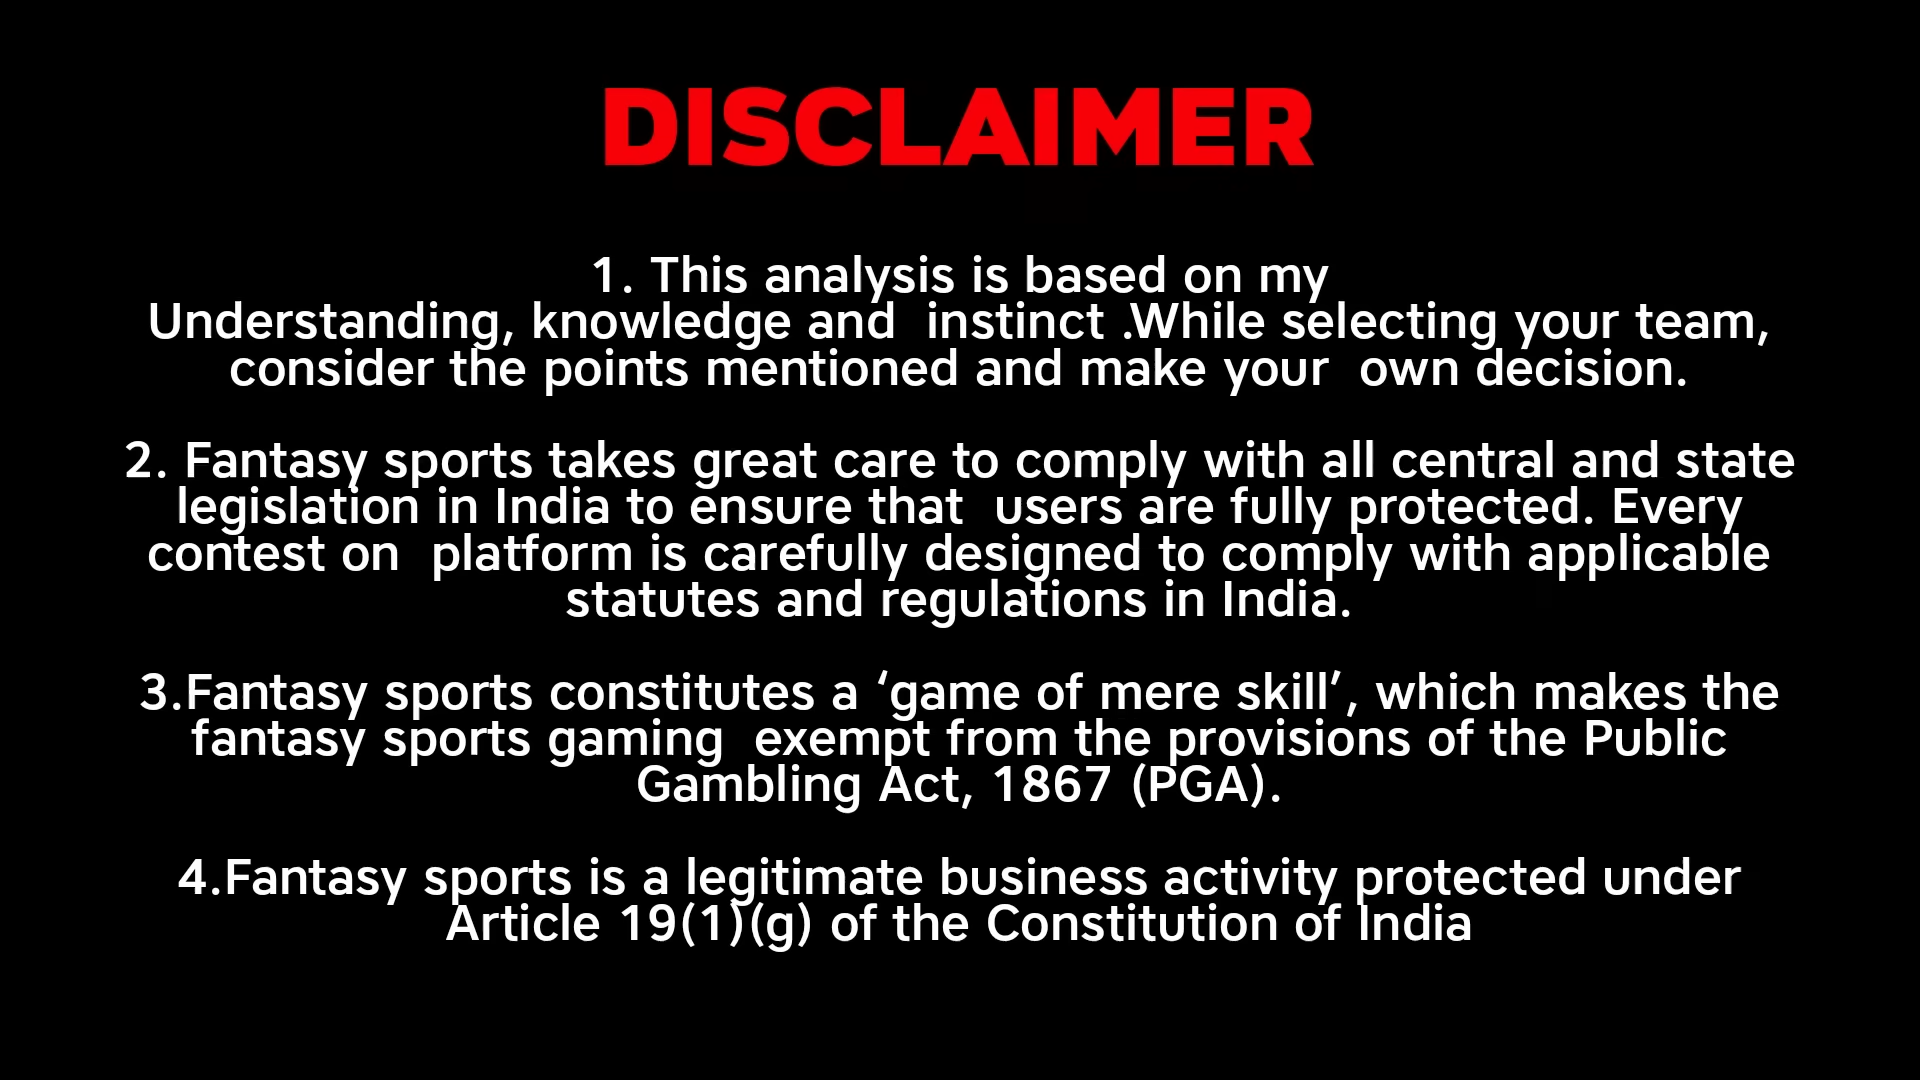 DISCLAIMER
1. This analysis is based on my
Understanding, knowledge and  instinct .While selecting your team,
consider the points mentioned and make your  own decision.
2. Fantasy sports takes great care to comply with all central and state
legislation in India to ensure that  users are fully protected. Every
contest on  platform is carefully designed to comply with applicable
statutes and regulations in India.
3.Fantasy sports constitutes a ‘game of mere skill’, which makes the
fantasy sports gaming  exempt from the provisions of the Public
Gambling Act, 1867 (PGA).
4.Fantasy sports is a legitimate business activity protected under
Article 19(1)(g) of the Constitution of India